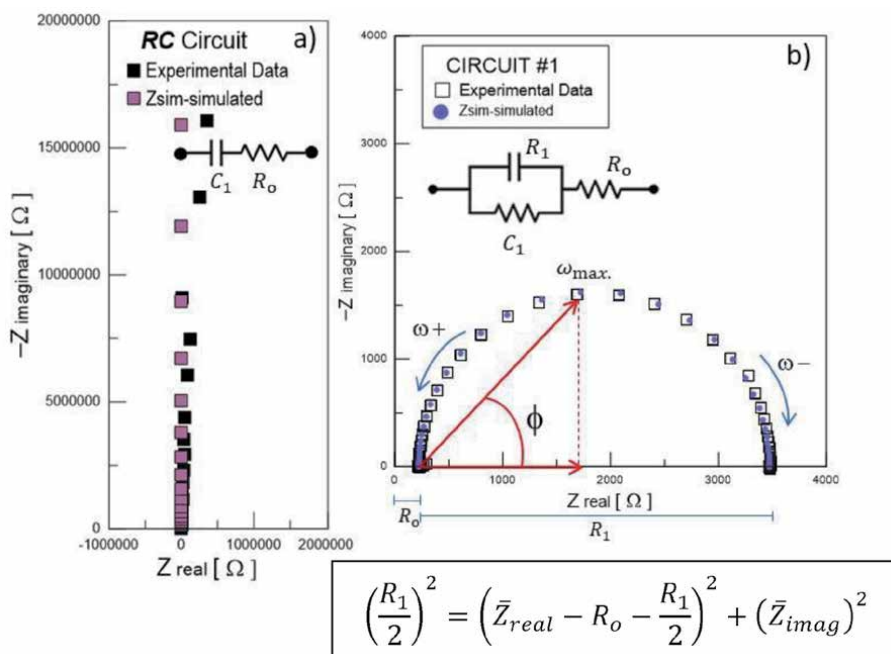 RC Circuit
a)
Experimental Data
Zsim-simulated
C₁
Rₒ
20000000
15000000
10000000
5000000
0
-1000000
0
1000000
2000000
−Z imaginary [ Ω ]
Z real [ Ω ]
b)
CIRCUIT #1
Experimental Data
Zsim-simulated
R₁
Rₒ
C₁
ω max.
ω+
ω−
ϕ
4000
3000
2000
1000
0
0
1000
2000
3000
4000
−Z imaginary [ Ω ]
Z real [ Ω ]
Rₒ
R₁
(R₁/2)² = (Z̄real − Rₒ − R₁/2)² + (Z̄imag)²